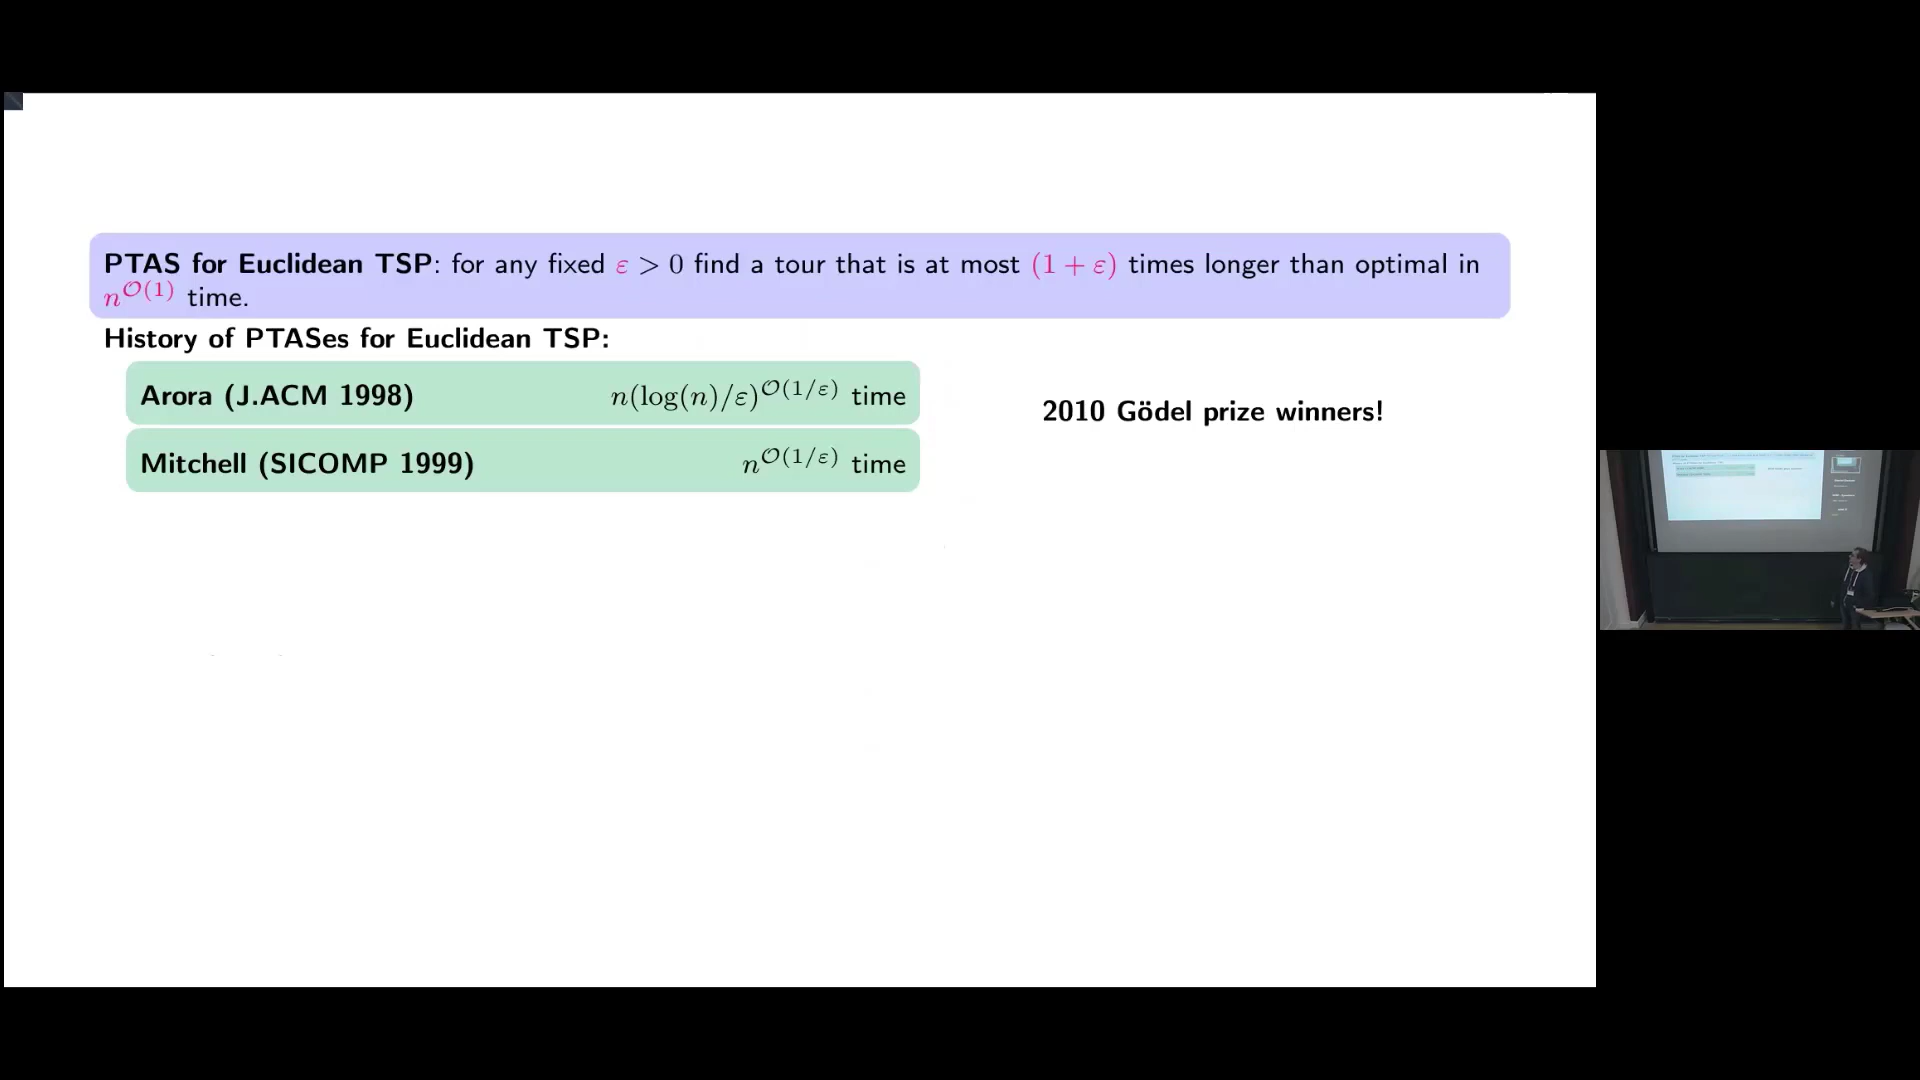 PTAS for Euclidean TSP: for any fixed ε > 0 find a tour that is at most (1 + ε) times longer than optimal in
n^O(1) time.
History of PTASes for Euclidean TSP:
Arora (J.ACM 1998) n(log(n)/ε)^O(1/ε) time
2010 Gödel prize winners!
Mitchell (SICOMP 1999) n^O(1/ε) time